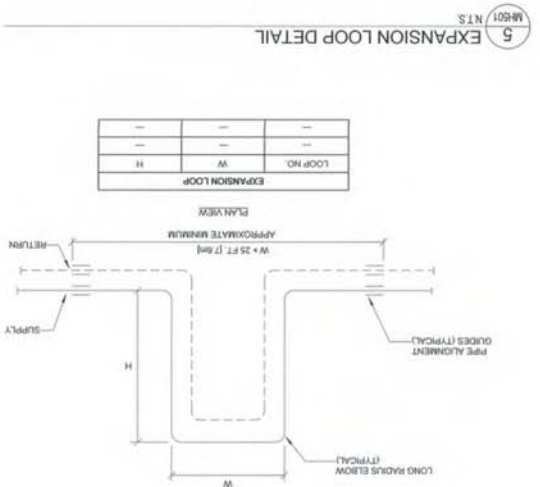 W
LONG RADIUS ELBOW
(TYPICAL)
H
PIPE ALIGNMENT
GUIDES (TYPICAL)
SUPPLY
RETURN
W + 25 FT. [7.6m]
APPROXIMATE MINIMUM
PLAN VIEW
EXPANSION LOOP
LOOP NO. W H
— — —
— — —
5 EXPANSION LOOP DETAIL
MH501 N.T.S.